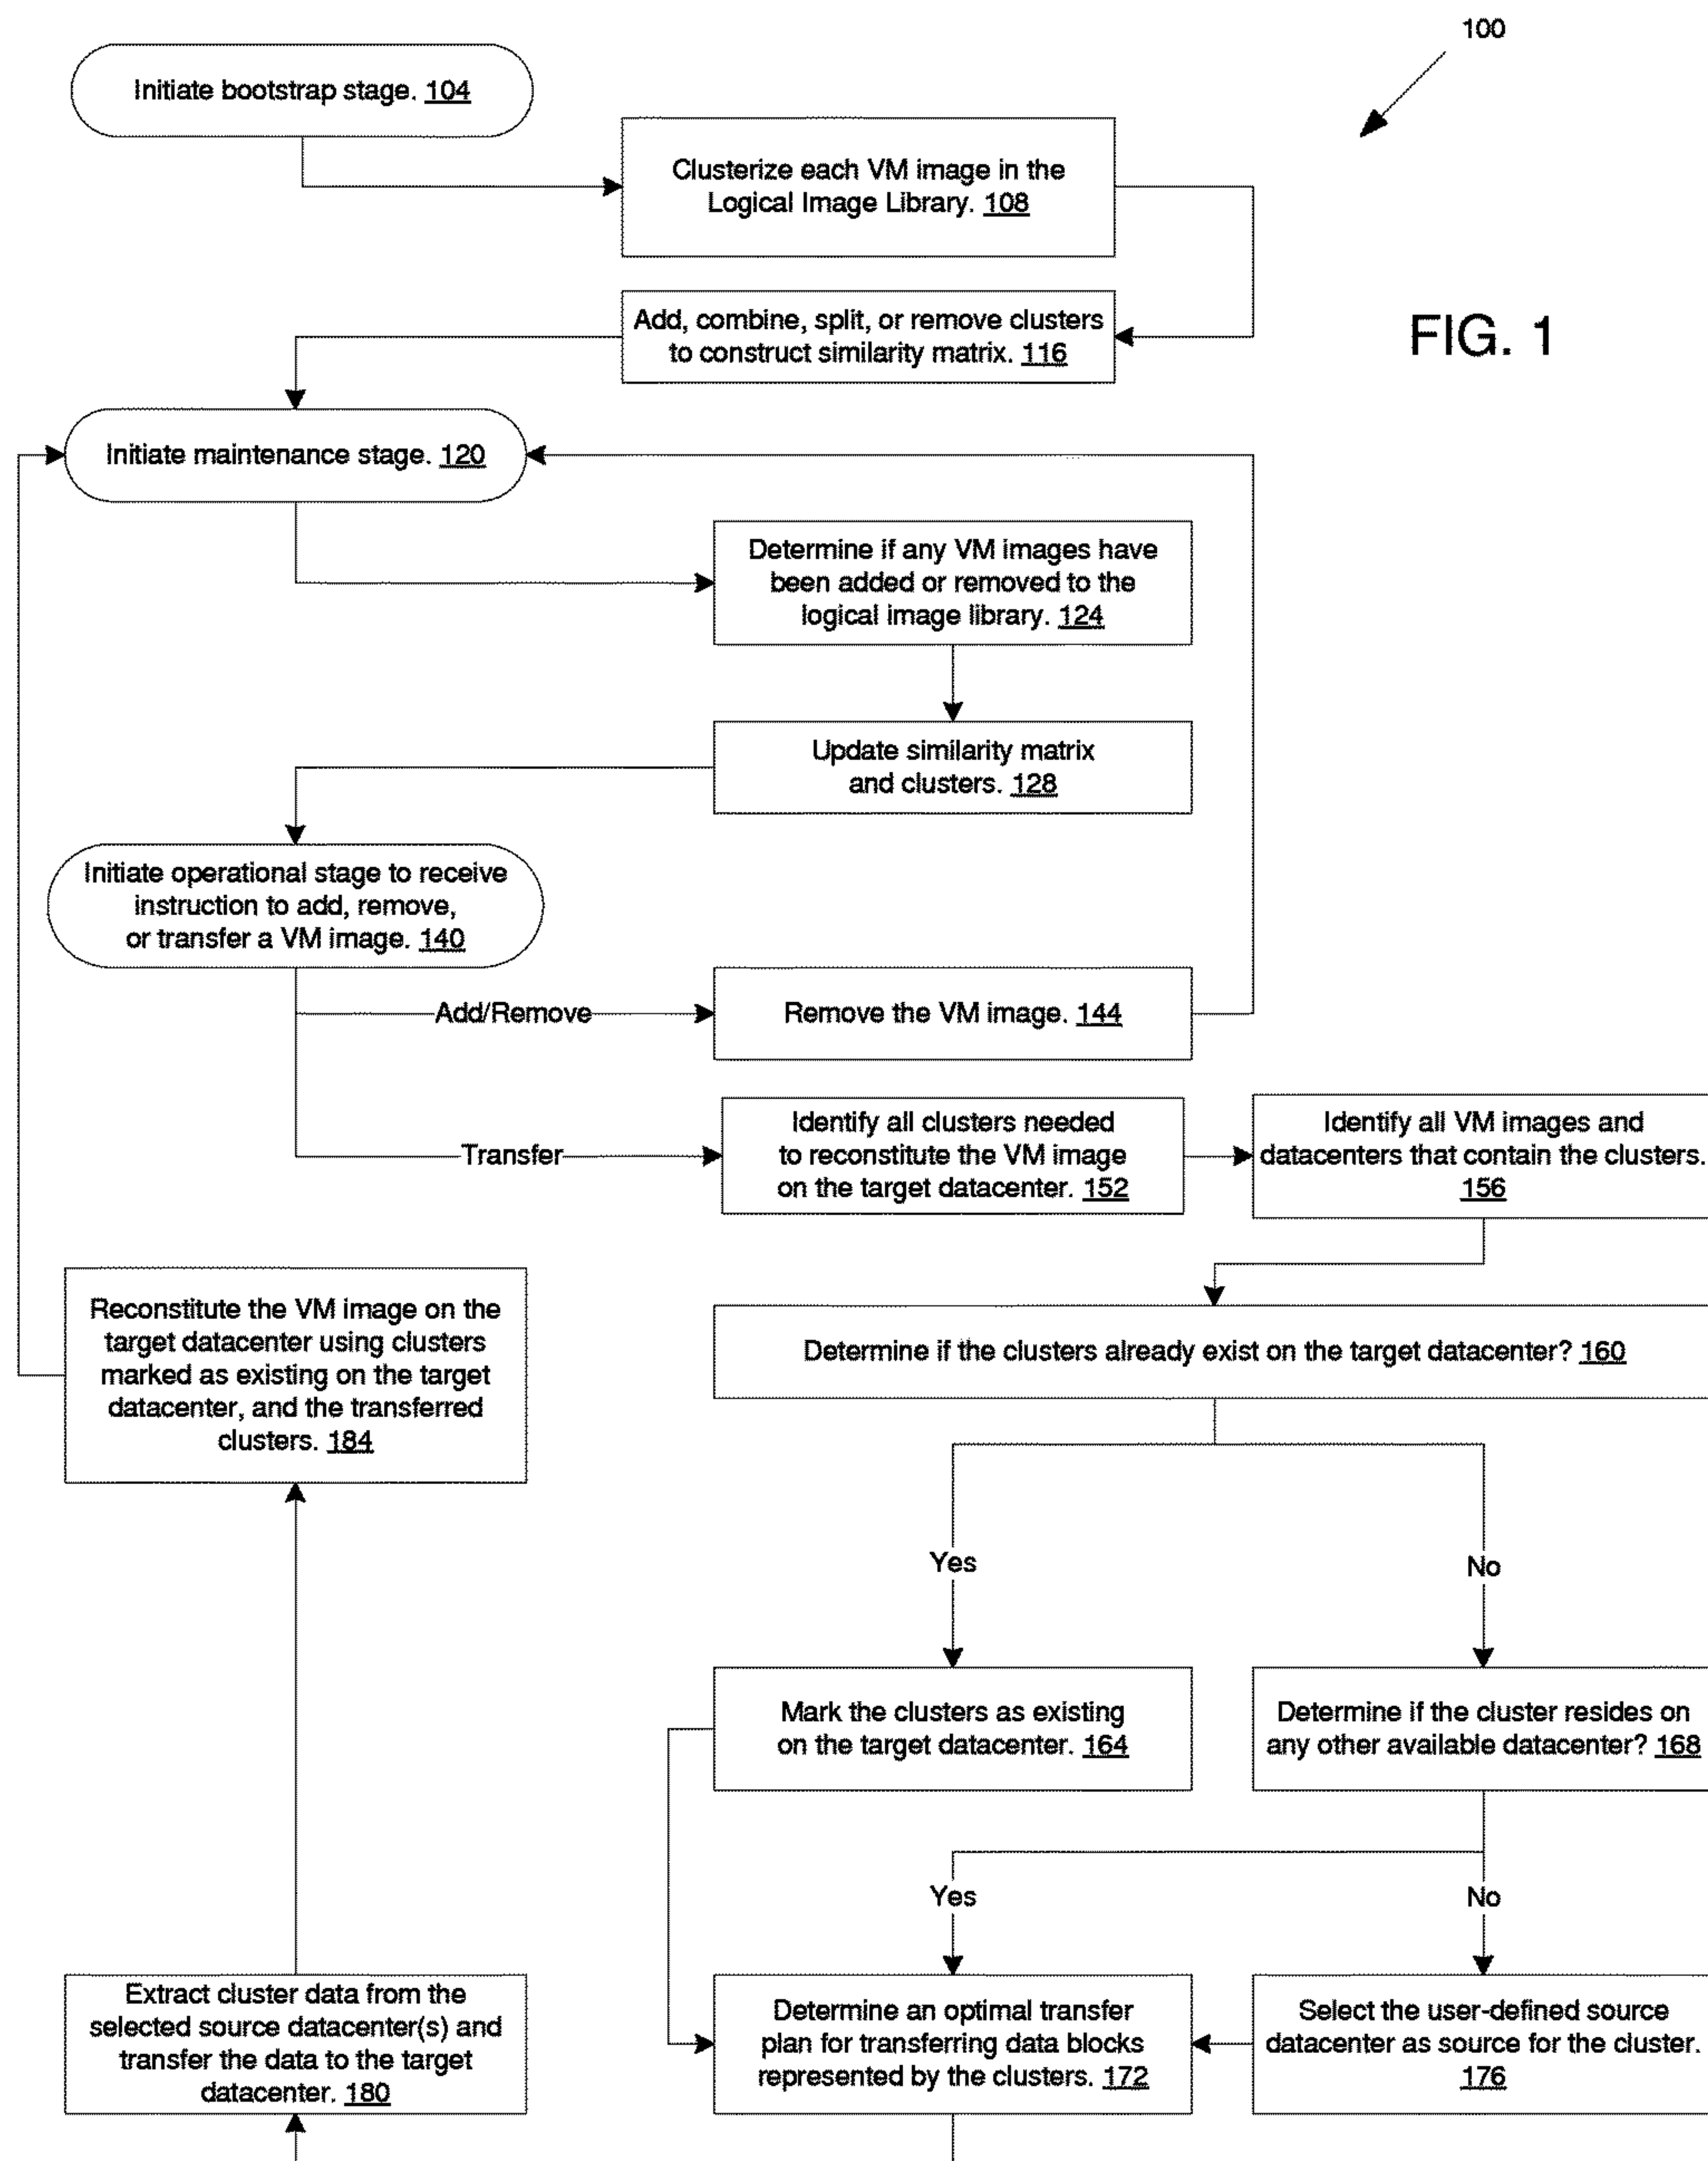 100
Initiate bootstrap stage. 104
Clusterize each VM image in the
Logical Image Library. 108
Add, combine, split, or remove clusters
to construct similarity matrix. 116
FIG. 1
Initiate maintenance stage. 120
Determine if any VM images have
been added or removed to the
logical image library. 124
Update similarity matrix
and clusters. 128
Initiate operational stage to receive
instruction to add, remove,
or transfer a VM image. 140
Add/Remove
Remove the VM image. 144
Transfer
Identify all clusters needed
to reconstitute the VM image
on the target datacenter. 152
Identify all VM images and
datacenters that contain the clusters.
156
Determine if the clusters already exist on the target datacenter? 160
Yes
No
Mark the clusters as existing
on the target datacenter. 164
Determine if the cluster resides on
any other available datacenter? 168
Yes
No
Determine an optimal transfer
plan for transferring data blocks
represented by the clusters. 172
Select the user-defined source
datacenter as source for the cluster.
176
Extract cluster data from the
selected source datacenter(s) and
transfer the data to the target
datacenter. 180
Reconstitute the VM image on the
target datacenter using clusters
marked as existing on the target
datacenter, and the transferred
clusters. 184